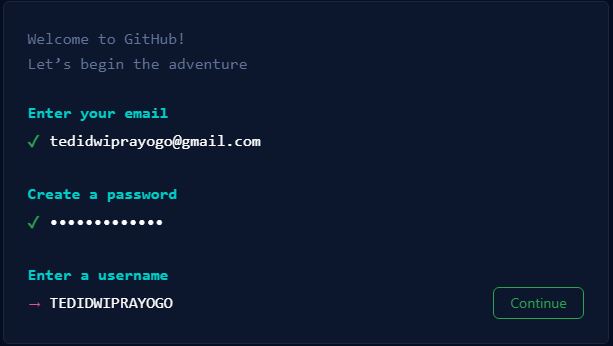 Welcome to GitHub!
Let’s begin the adventure
Enter your email
✓ tedidwiprayogo@gmail.com
Create a password
✓ •••••••••••••
Enter a username
→ TEDIDWIPRAYOGO
Continue